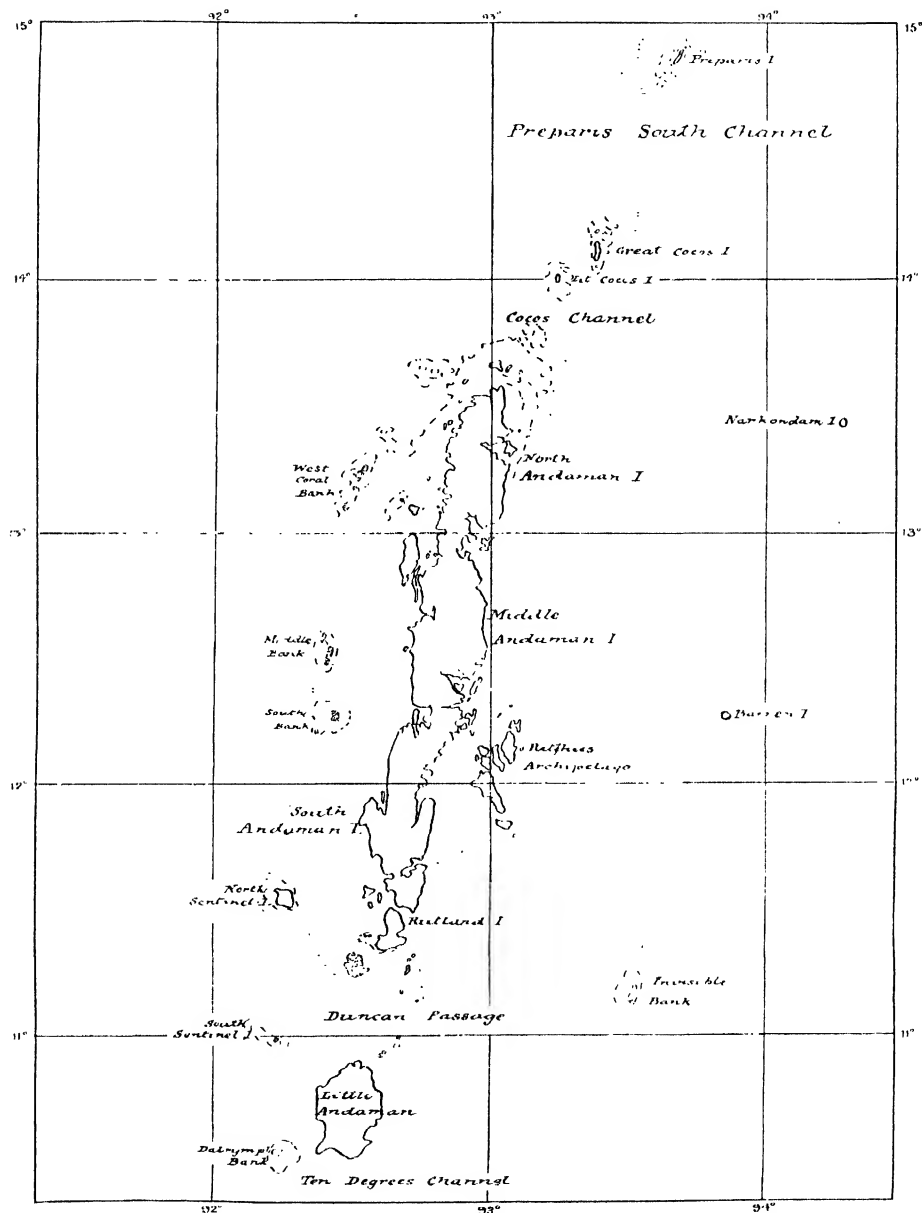 92°
93°
94°
15°
15°
Preparis I
Preparis South Channel
Great Cocos I
14°
Cocos I
14°
Cocos Channel
Narkondam I
North
Andaman I
West
Coral
Bank
13°
13°
Middle
Andaman I
Middle
Bank
South
Bank
Barren I
Archipelago
12°
12°
South
Andaman I.
North
Sentinel I
Rutland I
Invisible
Bank
Duncan Passage
South
Sentinel I
11°
11°
Little
Andaman
Dalrymple
Bank
Ten Degrees Channel
92°
93°
94°